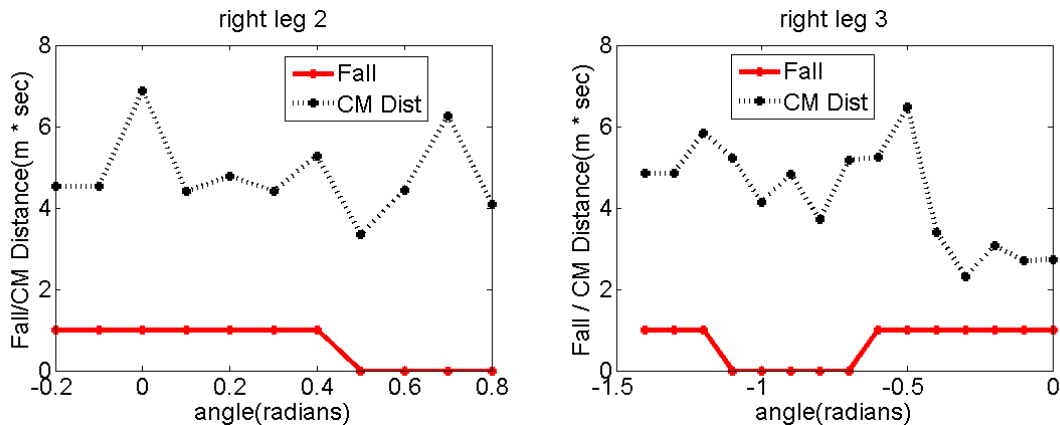 right leg 2
Fall/CM Distance(m * sec)
8
6
4
2
0
Fall
CM Dist
-0.2 0 0.2 0.4 0.6 0.8
angle(radians)
right leg 3
Fall / CM Distance(m * sec)
8
6
4
2
0
Fall
CM Dist
-1.5 -1 -0.5 0
angle(radians)